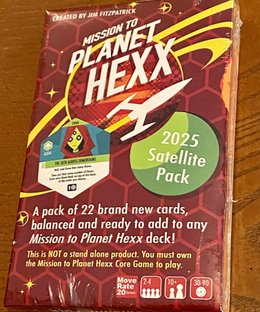 CREATED BY JIM FITZPATRICK
MISSION TO
PLANET
HEXX
2025
Satellite
Pack
A pack of 22 brand new cards,
balanced and ready to add to any
Mission to Planet Hexx deck!
This is NOT a stand alone product. You must own
the Mission to Planet Hexx Core Game to play.
Move
Rate
20
2-4
10+
30-90